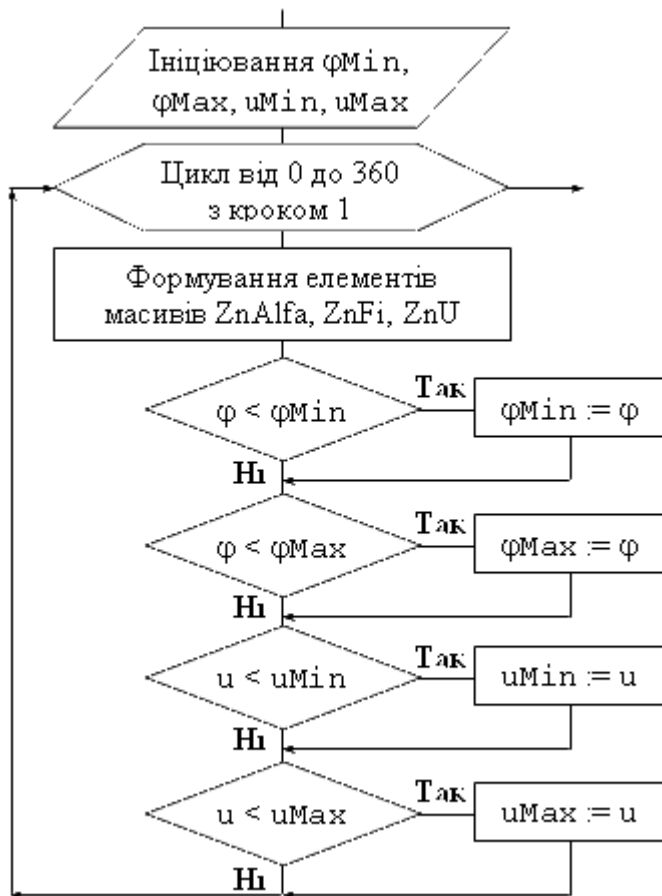 Ініціювання φMin,
φMax, uMin, uMax
Цикл від 0 до 360
з кроком 1
Формування елементів
масивів ZnAlfa, ZnFi, ZnU
φ < φMin
Так
φMin := φ
Ні
φ < φMax
Так
φMax := φ
Ні
u < uMin
Так
uMin := u
Ні
u < uMax
Так
uMax := u
Ні